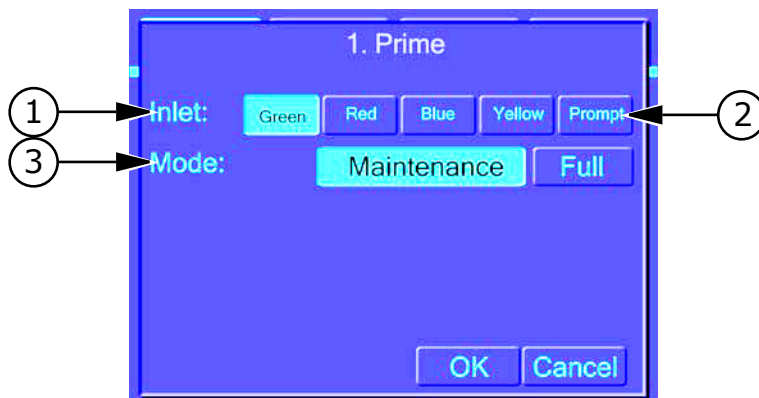 1. Prime
1 Inlet: Green Red Blue Yellow Prompt 2
3 Mode: Maintenance Full
OK Cancel